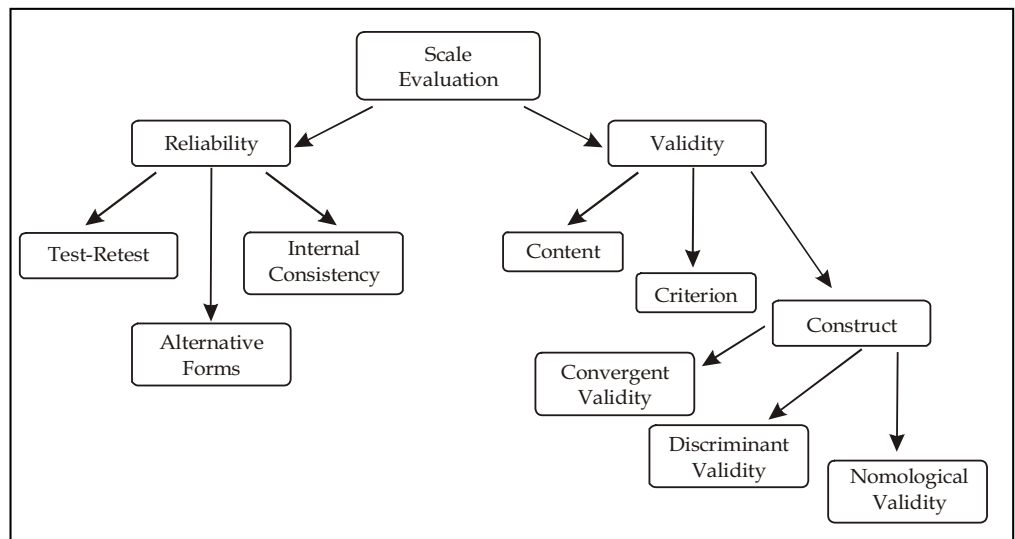 Scale
Evaluation
Reliability
Validity
Test-Retest
Internal
Consistency
Alternative
Forms
Content
Criterion
Construct
Convergent
Validity
Discriminant
Validity
Nomological
Validity